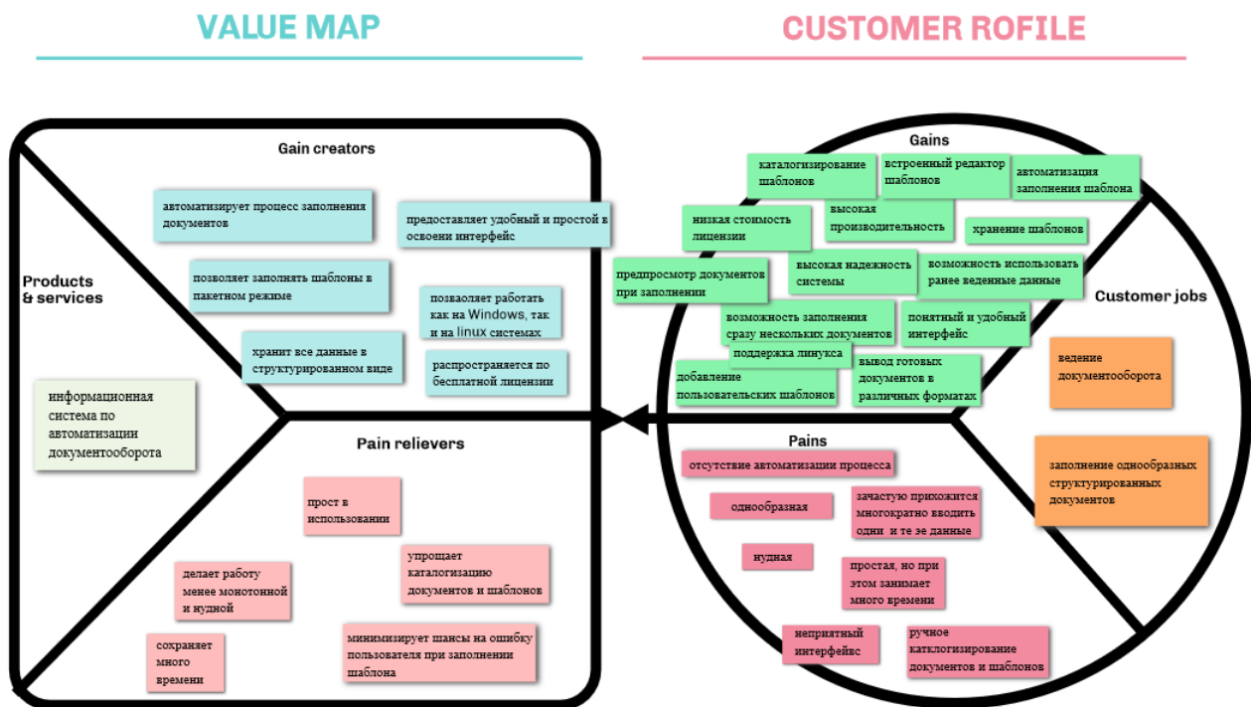 VALUE MAP
CUSTOMER ROFILE
Gain creators
автоматизирует процесс заполнения
документов
предоставляет удобный и простой в
освоени интерфейс
позволяет заполнять шаблоны в
пакетном режиме
позваоляет работать
как на Windows, так
и на linux системах
хранит все данные в
структурированном виде
распространяется по
бесплатной лицензии
Products
& services
информационная
система по
автоматизации
документооборота
Pain relievers
прост в
использовании
упрощает
каталогизацию
документов и шаблонов
делает работу
менее монотонной
и нудной
минимизирует шансы на ошибку
пользователя при заполнении
шаблона
сохраняет
много
времени
Gains
каталогизирование
шаблонов
встроенный редактор
шаблонов
автоматизация
заполнения шаблона
низкая стоимость
лицензии
высокая
производительность
хранение шаблонов
предпросмотр документов
при заполнении
высокая надежность
системы
возможность использовать
ранее веденные данные
возможность заполнения
сразу нескольких документов
понятный и удобный
интерфейс
поддержка линукса
добавление
пользовательских шаблонов
вывод готовых
документов в
различных форматах
Customer jobs
ведение
документооборота
заполнение однообразных
структурированных
документов
Pains
отсутствие автоматизации процесса
однообразная
зачастую прихожится
многократно вводить
одни и те эе данные
нудная
простая, но при
этом занимает
много времени
неприятный
интерфейвс
ручное
катклогизирование
документов и шаблонов